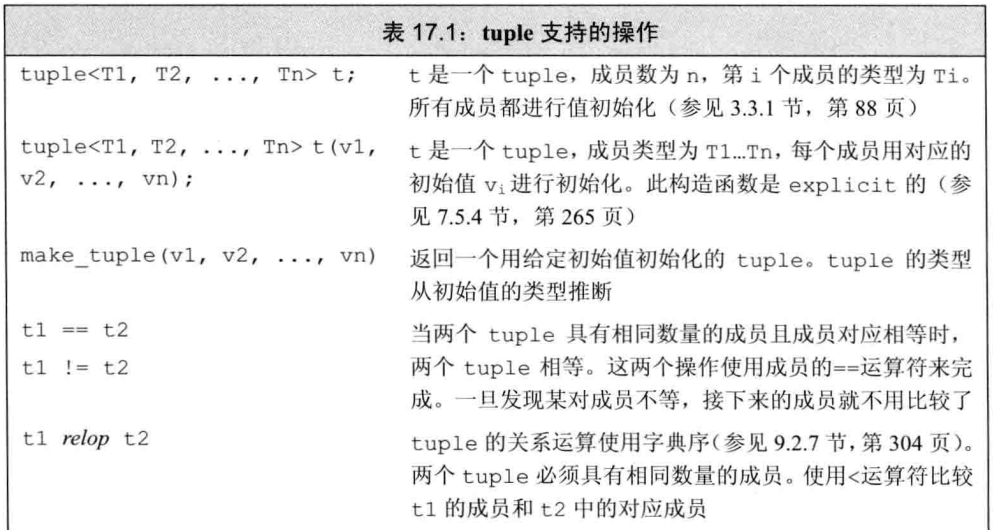 表 17.1：tuple 支持的操作
tuple<T1, T2, ..., Tn> t;
t 是一个 tuple，成员数为 n，第 i 个成员的类型为 Ti。
所有成员都进行值初始化（参见 3.3.1 节，第 88 页）
tuple<T1, T2, ..., Tn> t(v1,
v2, ..., vn);
t 是一个 tuple，成员类型为 T1…Tn，每个成员用对应的
初始值 vi 进行初始化。此构造函数是 explicit 的（参
见 7.5.4 节，第 265 页）
make_tuple(v1, v2, ..., vn)
返回一个用给定初始值初始化的 tuple。tuple 的类型
从初始值的类型推断
t1 == t2
t1 != t2
当两个 tuple 具有相同数量的成员且成员对应相等时，
两个 tuple 相等。这两个操作使用成员的==运算符来完
成。一旦发现某对成员不等，接下来的成员就不用比较了
t1 relop t2
tuple 的关系运算使用字典序（参见 9.2.7 节，第 304 页）。
两个 tuple 必须具有相同数量的成员。使用<运算符比较
t1 的成员和 t2 中的对应成员